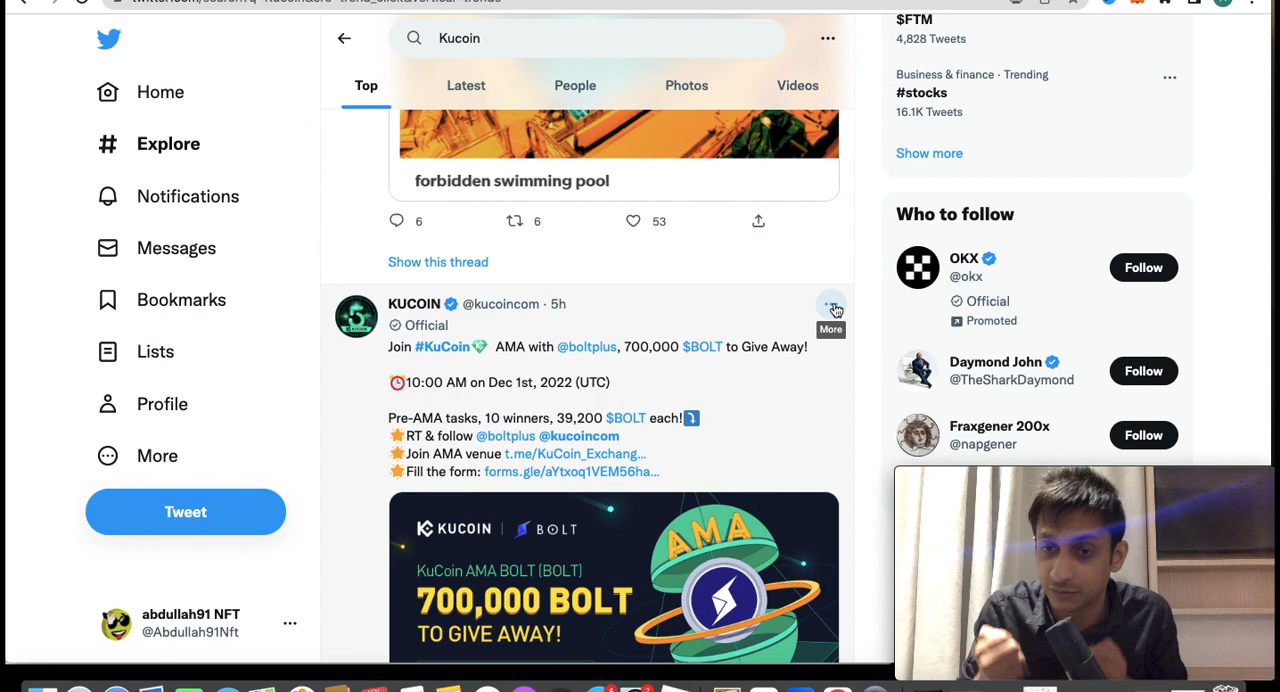 Kucoin
Top
Latest
People
Photos
Videos
Home
Explore
Notifications
Messages
Bookmarks
Lists
Profile
More
Tweet
abdullah91 NFT
@Abdullah91Nft
forbidden swimming pool
6
6
53
Show this thread
KUCOIN @kucoincom · 5h
Official
More
Join #KuCoin AMA with @boltplus, 700,000 $BOLT to Give Away!
10:00 AM on Dec 1st, 2022 (UTC)
Pre-AMA tasks, 10 winners, 39,200 $BOLT each!
RT & follow @boltplus @kucoincom
Join AMA venue t.me/KuCoin_Exchang...
Fill the form: forms.gle/aYtxoq1VEM56ha...
KUCOIN | BOLT
AMA
KuCoin AMA BOLT (BOLT)
700,000 BOLT
TO GIVE AWAY!
$FTM
4,828 Tweets
Business & finance · Trending
#stocks
16.1K Tweets
Show more
Who to follow
OKX
@okx
Official
Promoted
Follow
Daymond John
@TheSharkDaymond
Follow
Fraxgener 200x
@napgener
Follow